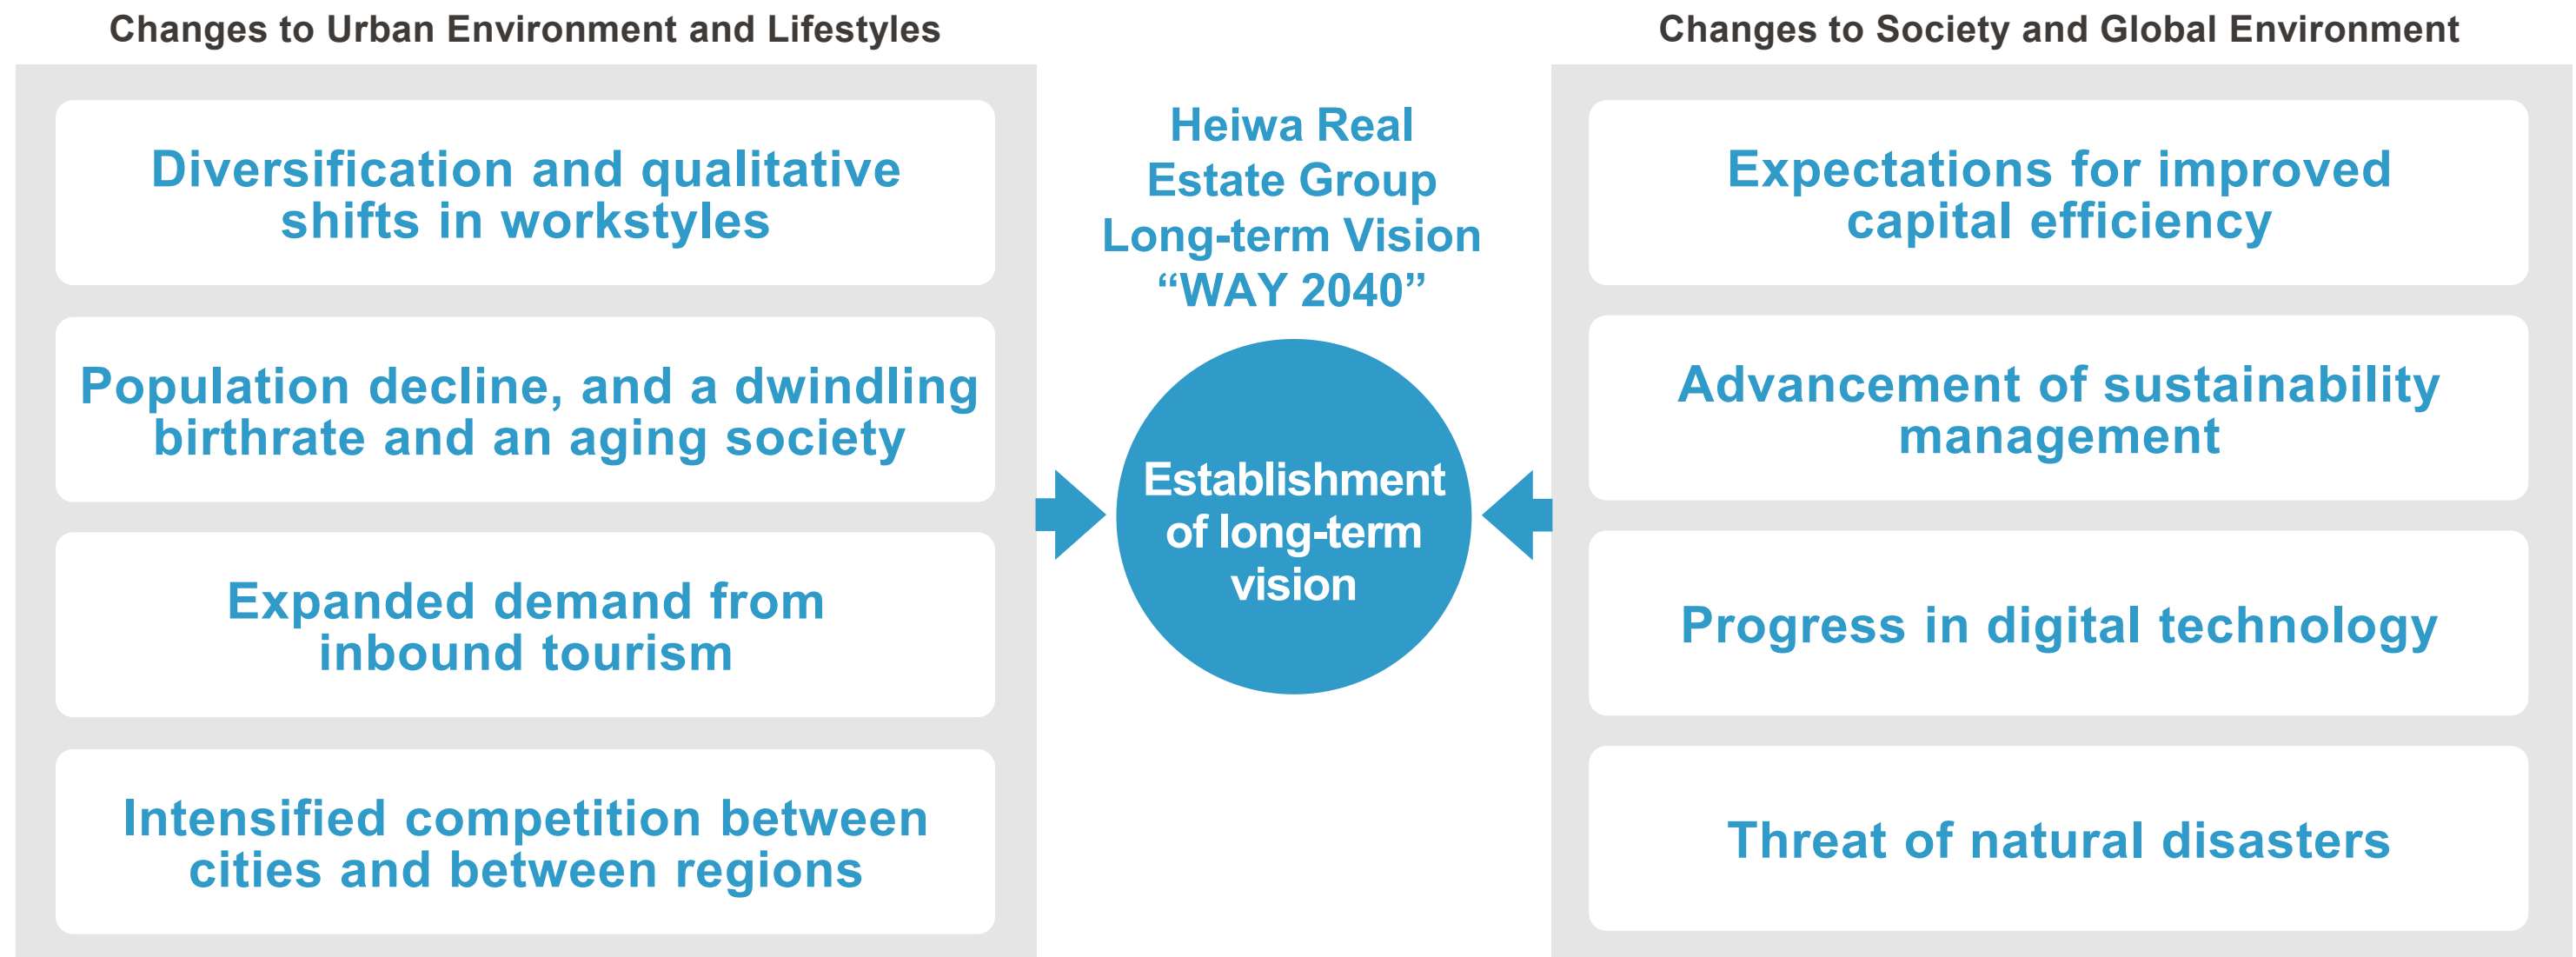 Changes to Urban Environment and Lifestyles
Diversification and qualitative
shifts in workstyles
Population decline, and a dwindling
birthrate and an aging society
Expanded demand from
inbound tourism
Intensified competition between
cities and between regions
Heiwa Real
Estate Group
Long-term Vision
“WAY 2040”
Establishment
of long-term
vision
Changes to Society and Global Environment
Expectations for improved
capital efficiency
Advancement of sustainability
management
Progress in digital technology
Threat of natural disasters